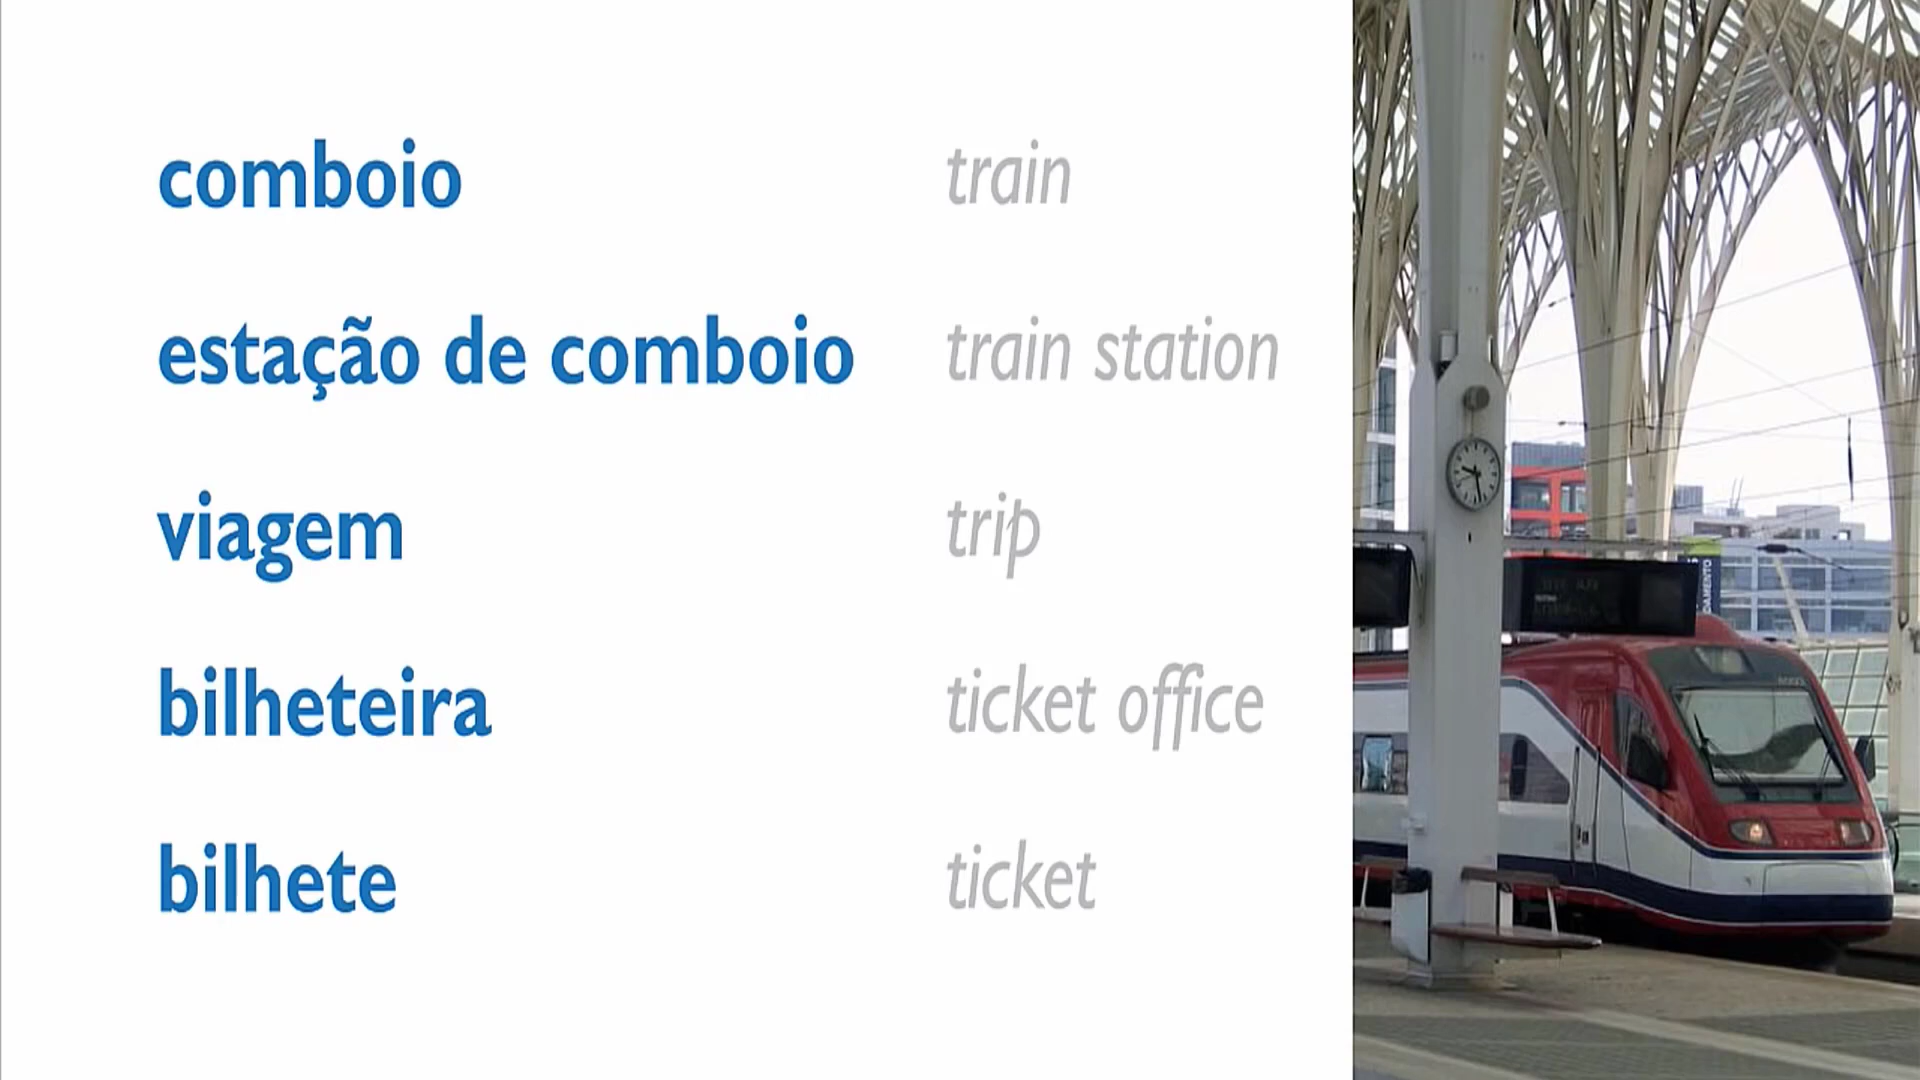 comboio train
estação de comboio train station
viagem trip
bilheteira ticket office
bilhete ticket